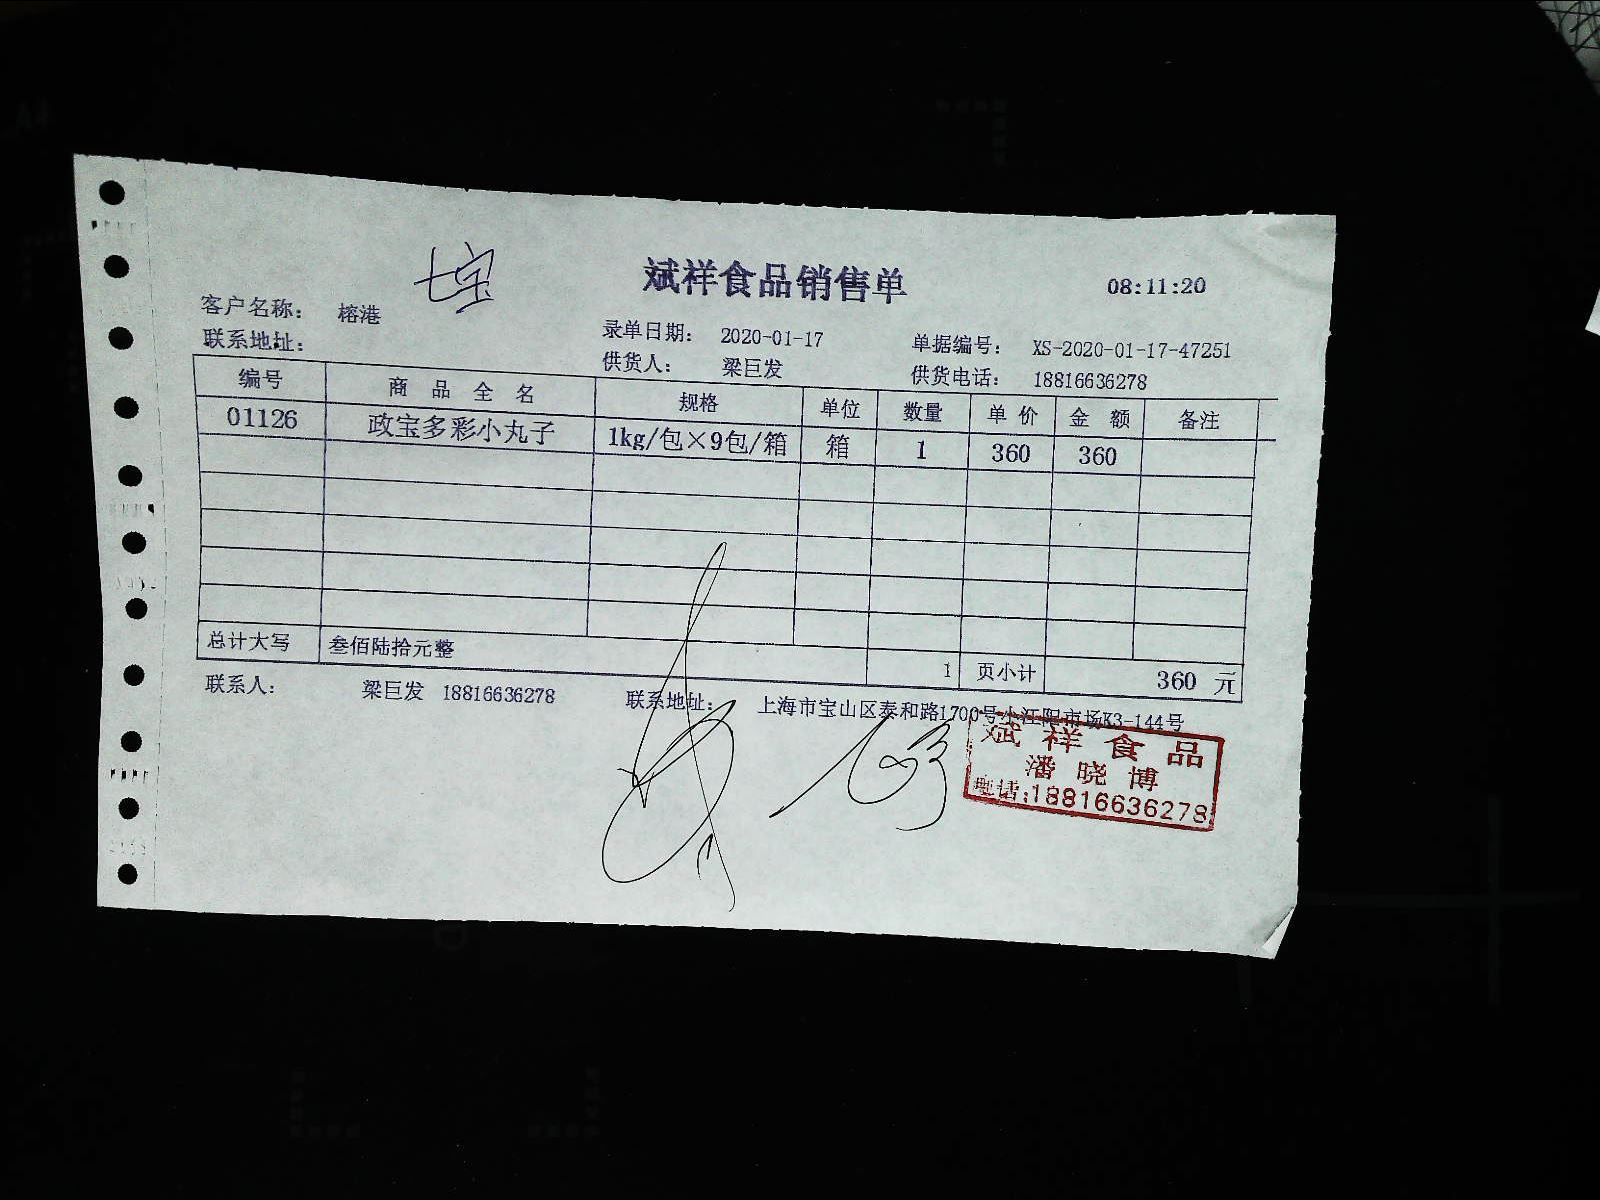 七宝
斌祥食品销售单 08:11:20
客户名称： 榕港
录单日期： 2020-01-17 单据编号： XS-2020-01-17-47251
联系地址：
供货人： 梁巨发 供货电话： 18816636278
编号 商品全名 规格 单位 数量 单价 金额 备注
01126 政宝多彩小丸子 1kg/包×9包/箱 箱 1 360 360
总计大写 叁佰陆拾元整 1 页小计 360 元
联系人： 梁巨发 18816636278 联系地址： 上海市宝山区泰和路1700号小江阳市场K3-144号
斌祥食品
潘晓博
电话:18816636278